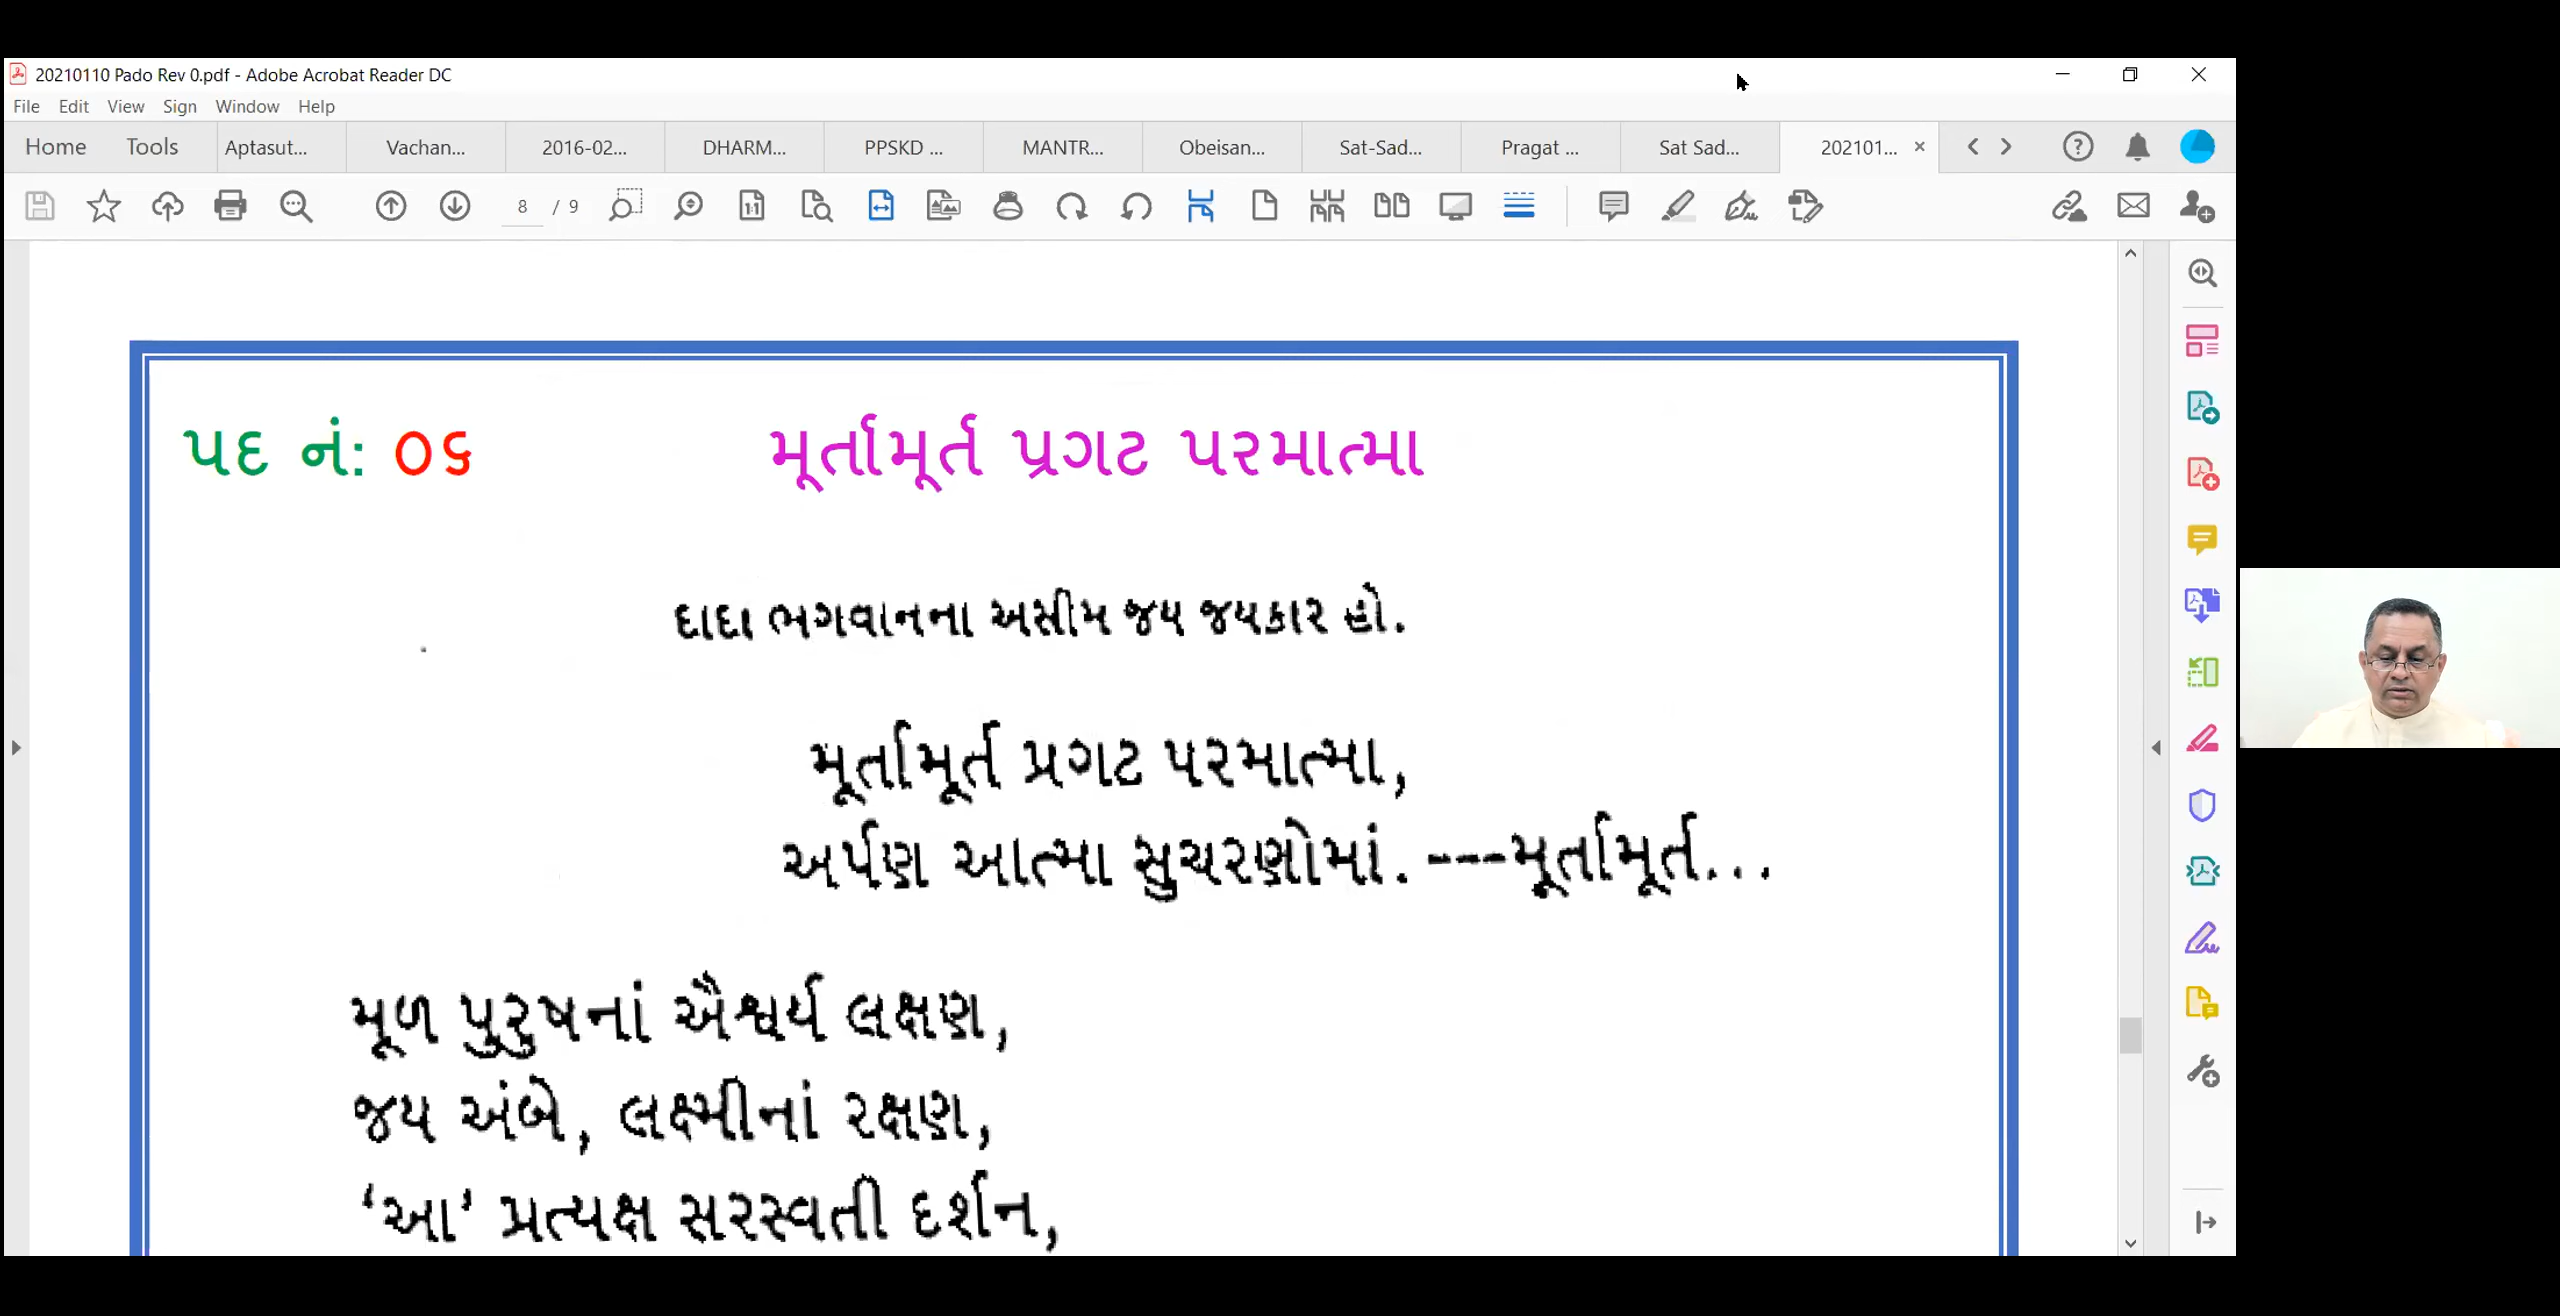 20210110 Pado Rev 0.pdf - Adobe Acrobat Reader DC
File Edit View Sign Window Help
Home Tools Aptasut... Vachan... 2016-02... DHARM... PPSKD ... MANTR... Obeisan... Sat-Sad... Pragat ... Sat Sad... 202101...
8 / 9
પદ નં: ૦૬ મૂર્તામૂર્ત પ્રગટ પરમાત્મા
દાદા ભગવાનના અસીમ જય જયકાર હો.
મૂર્તામૂર્ત પ્રગટ પરમાત્મા,
અર્પણ આત્મા સુચરણોમાં. ---મૂર્તામૂર્ત...
મૂળ પુરુષનાં ઐશ્વર્ય લક્ષણ,
જય અંબે, લક્ષ્મીનાં રક્ષણ,
‘આ’ પ્રત્યક્ષ સરસ્વતી દર્શન,